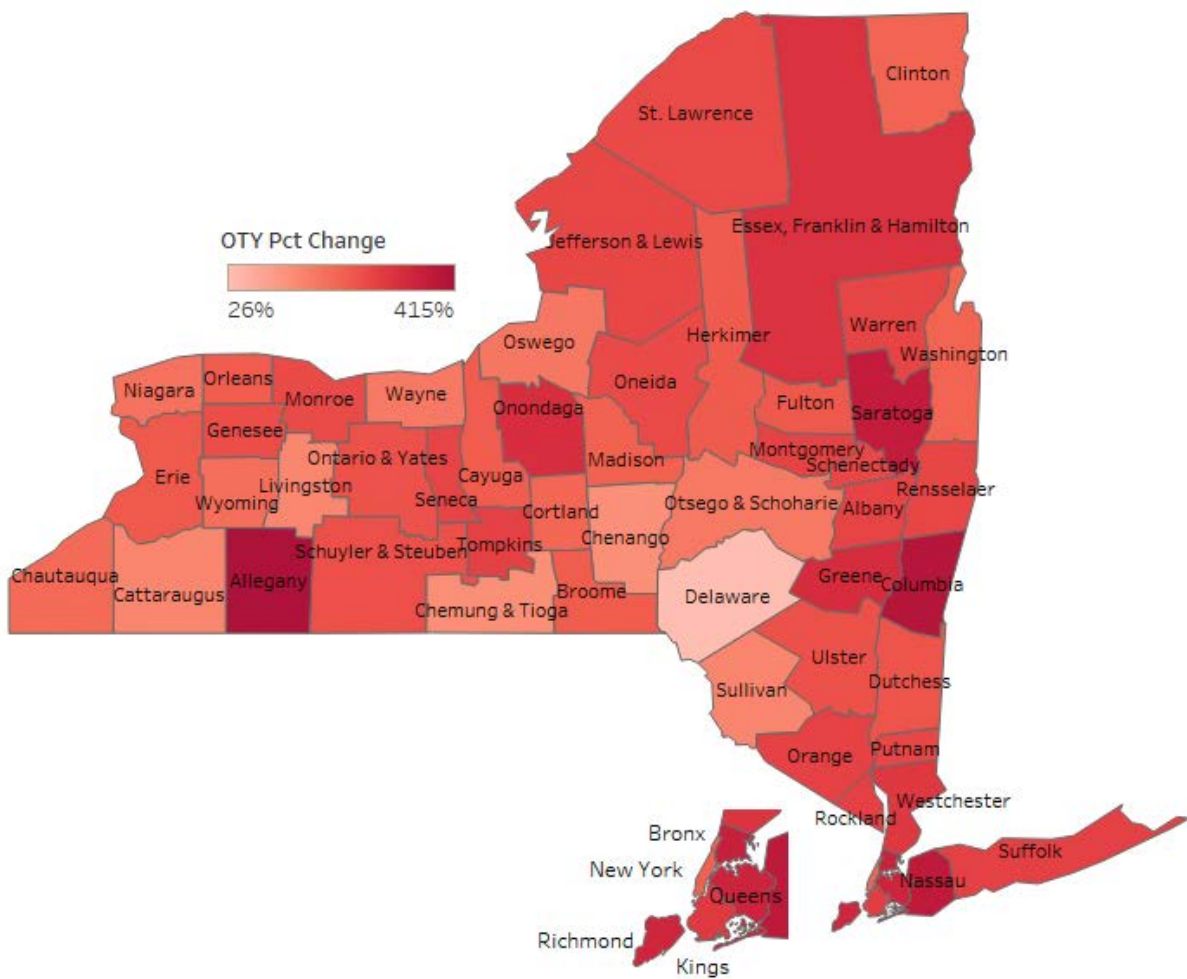 Clinton
St. Lawrence
Essex, Franklin & Hamilton
Jefferson & Lewis
OTY Pct Change
26% 415%
Warren
Herkimer
Oswego
Washington
Niagara
Orleans
Oneida
Wayne
Monroe
Fulton
Onondaga
Saratoga
Genesee
Montgomery
Ontario & Yates
Madison
Schenectady
Erie
Cayuga
Livingston
Rensselaer
Wyoming
Seneca
Otsego & Schoharie
Albany
Cortland
Chenango
Tompkins
Schuyler & Steuben
Chautauqua
Allegany
Greene
Columbia
Cattaraugus
Broome
Delaware
Chemung & Tioga
Ulster
Dutchess
Sullivan
Orange
Putnam
Westchester
Rockland
Bronx
Suffolk
New York
Nassau
Queens
Richmond
Kings